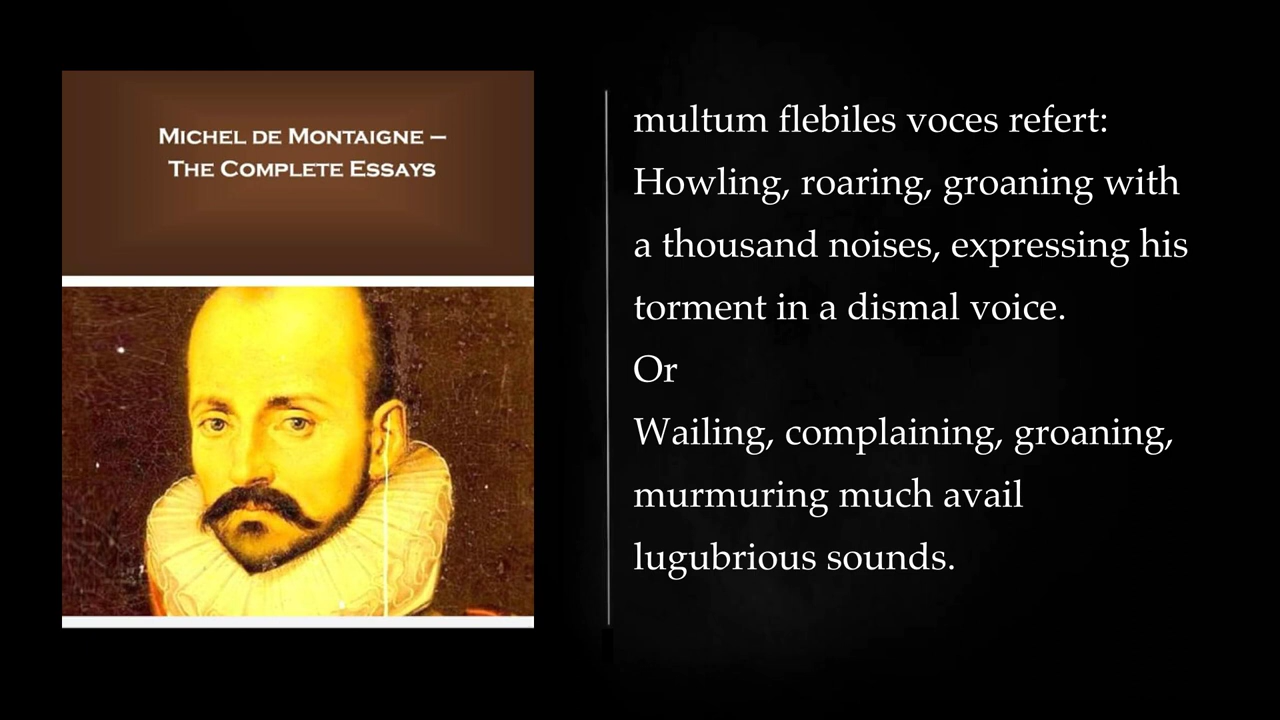 MICHEL DE MONTAIGNE –
THE COMPLETE ESSAYS
multum flebiles voces refert:
Howling, roaring, groaning with
a thousand noises, expressing his
torment in a dismal voice.
Or
Wailing, complaining, groaning,
murmuring much avail
lugubrious sounds.